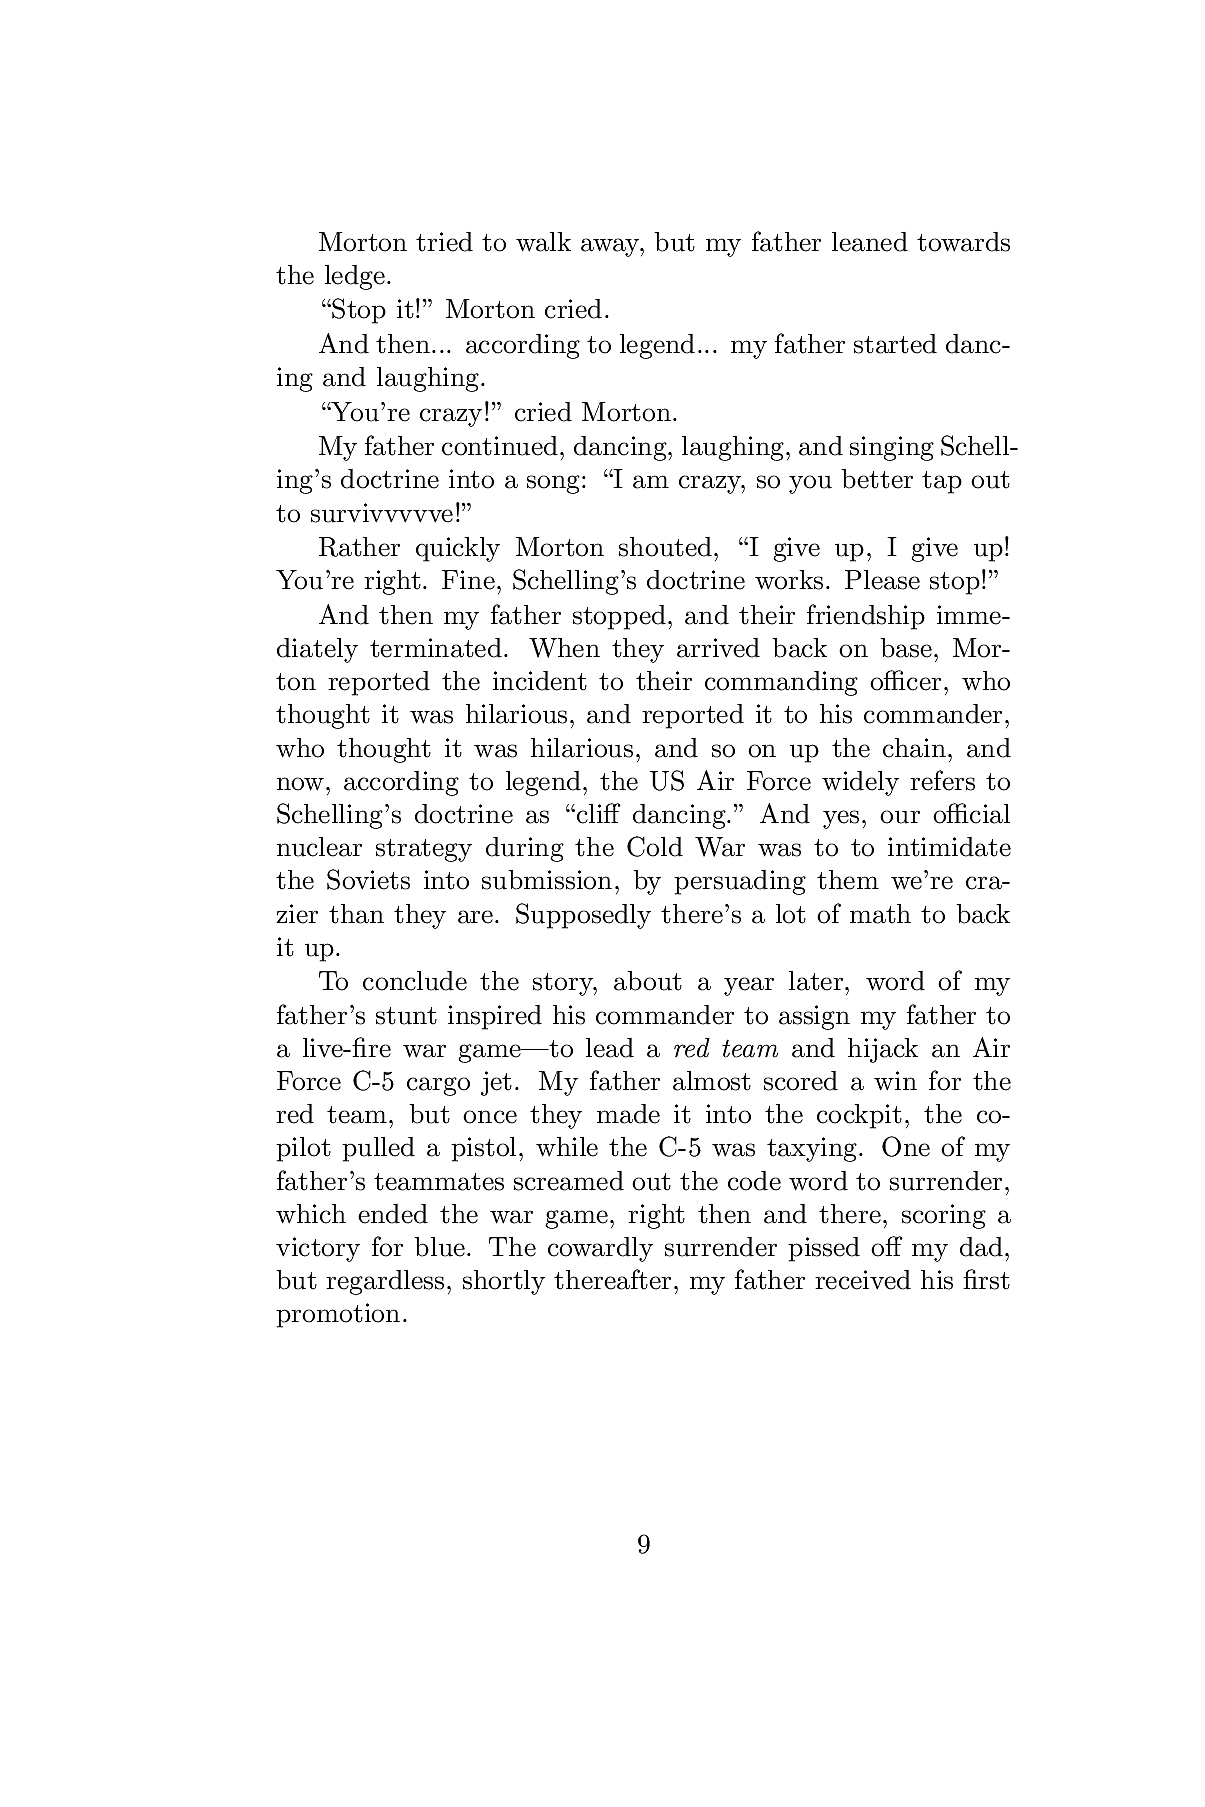 Morton tried to walk away, but my father leaned towards
the ledge.
“Stop it!” Morton cried.
And then... according to legend... my father started danc-
ing and laughing.
“You’re crazy!” cried Morton.
My father continued, dancing, laughing, and singing Schell-
ing’s doctrine into a song: “I am crazy, so you better tap out
to survivvvvve!”
Rather quickly Morton shouted, “I give up, I give up!
You’re right. Fine, Schelling’s doctrine works. Please stop!”
And then my father stopped, and their friendship imme-
diately terminated. When they arrived back on base, Mor-
ton reported the incident to their commanding officer, who
thought it was hilarious, and reported it to his commander,
who thought it was hilarious, and so on up the chain, and
now, according to legend, the US Air Force widely refers to
Schelling’s doctrine as “cliff dancing.” And yes, our official
nuclear strategy during the Cold War was to to intimidate
the Soviets into submission, by persuading them we’re cra-
zier than they are. Supposedly there’s a lot of math to back
it up.
To conclude the story, about a year later, word of my
father’s stunt inspired his commander to assign my father to
a live-fire war game—to lead a red team and hijack an Air
Force C-5 cargo jet. My father almost scored a win for the
red team, but once they made it into the cockpit, the co-
pilot pulled a pistol, while the C-5 was taxying. One of my
father’s teammates screamed out the code word to surrender,
which ended the war game, right then and there, scoring a
victory for blue. The cowardly surrender pissed off my dad,
but regardless, shortly thereafter, my father received his first
promotion.
9